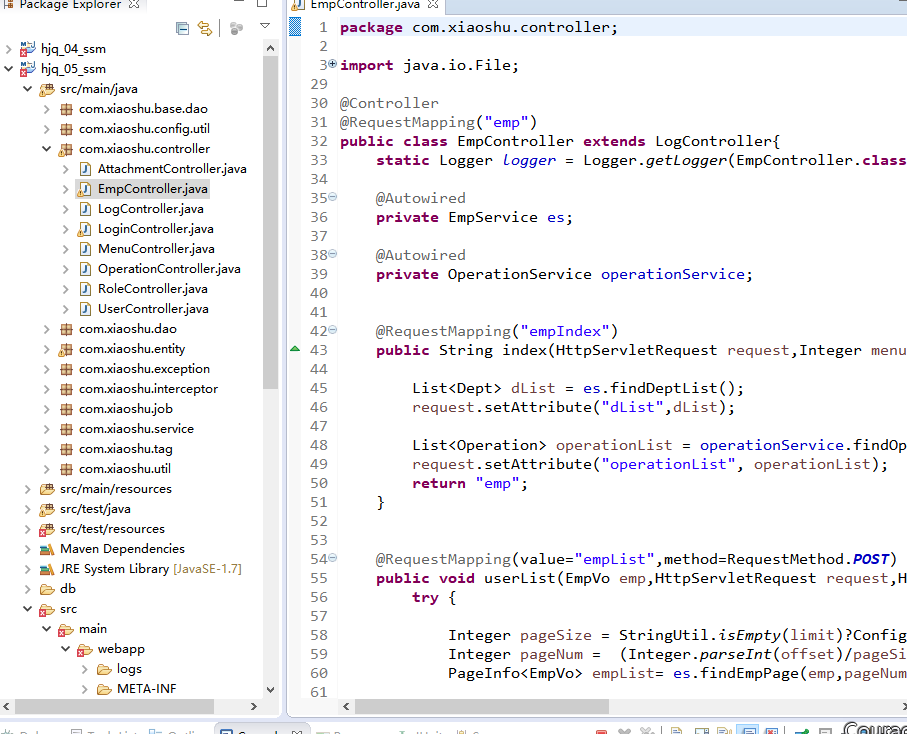 Package Explorer
EmpController.java
hjq_04_ssm
hjq_05_ssm
src/main/java
com.xiaoshu.base.dao
com.xiaoshu.config.util
com.xiaoshu.controller
AttachmentController.java
EmpController.java
LogController.java
LoginController.java
MenuController.java
OperationController.java
RoleController.java
UserController.java
com.xiaoshu.dao
com.xiaoshu.entity
com.xiaoshu.exception
com.xiaoshu.interceptor
com.xiaoshu.job
com.xiaoshu.service
com.xiaoshu.tag
com.xiaoshu.util
src/main/resources
src/test/java
src/test/resources
Maven Dependencies
JRE System Library [JavaSE-1.7]
db
src
main
webapp
logs
META-INF
1 package com.xiaoshu.controller;
2
3 import java.io.File;
29
30 @Controller
31 @RequestMapping("emp")
32 public class EmpController extends LogController{
33 static Logger logger = Logger.getLogger(EmpController.class
34
35 @Autowired
36 private EmpService es;
37
38 @Autowired
39 private OperationService operationService;
40
41
42 @RequestMapping("empIndex")
43 public String index(HttpServletRequest request,Integer menu
44
45 List<Dept> dList = es.findDeptList();
46 request.setAttribute("dList",dList);
47
48 List<Operation> operationList = operationService.findOp
49 request.setAttribute("operationList", operationList);
50 return "emp";
51 }
52
53
54 @RequestMapping(value="empList",method=RequestMethod.POST)
55 public void userList(EmpVo emp,HttpServletRequest request,H
56 try {
57
58 Integer pageSize = StringUtil.isEmpty(limit)?Config
59 Integer pageNum = (Integer.parseInt(offset)/pageSi
60 PageInfo<EmpVo> empList= es.findEmpPage(emp,pageNum
61